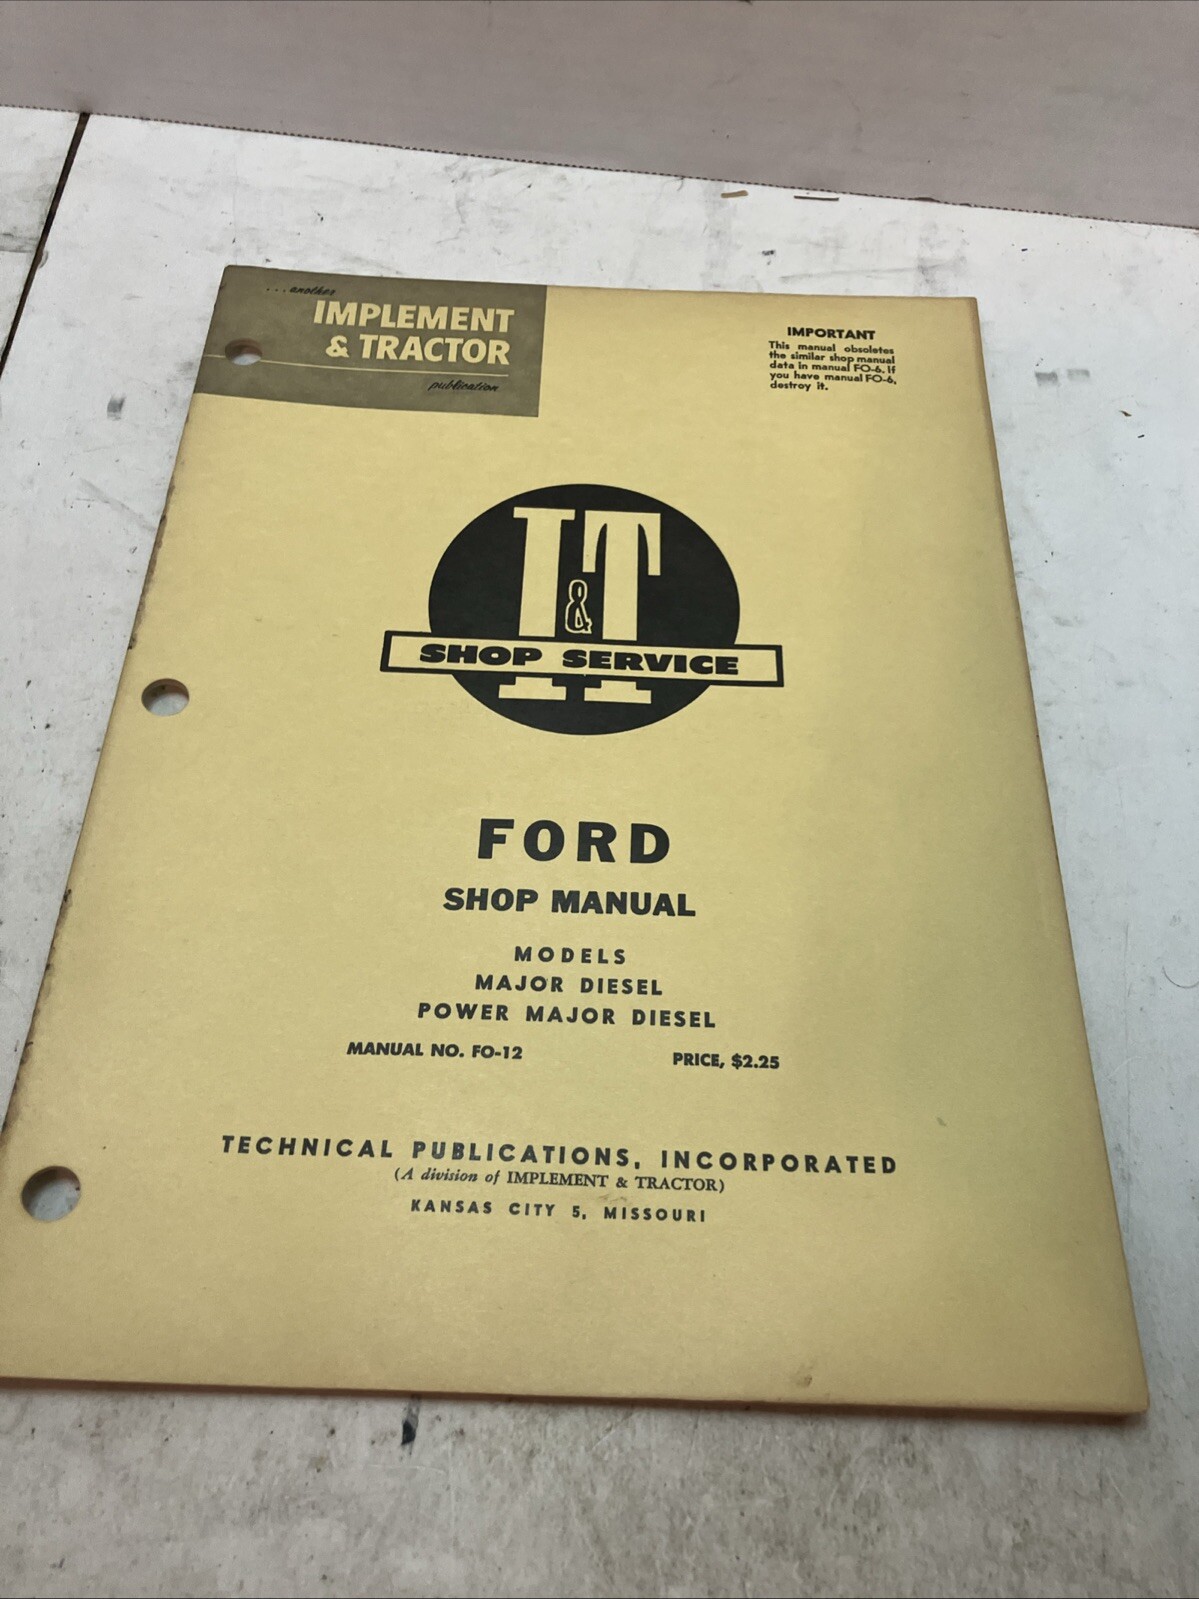 ...another
IMPLEMENT
& TRACTOR
publication
IMPORTANT
This manual obsoletes
the similar shop manual
data in manual FO-6. If
you have manual FO-6,
destroy it.
I&T
SHOP SERVICE
FORD
SHOP MANUAL
MODELS
MAJOR DIESEL
POWER MAJOR DIESEL
MANUAL NO. FO-12 PRICE, $2.25
TECHNICAL PUBLICATIONS, INCORPORATED
(A division of IMPLEMENT & TRACTOR)
KANSAS CITY 5, MISSOURI